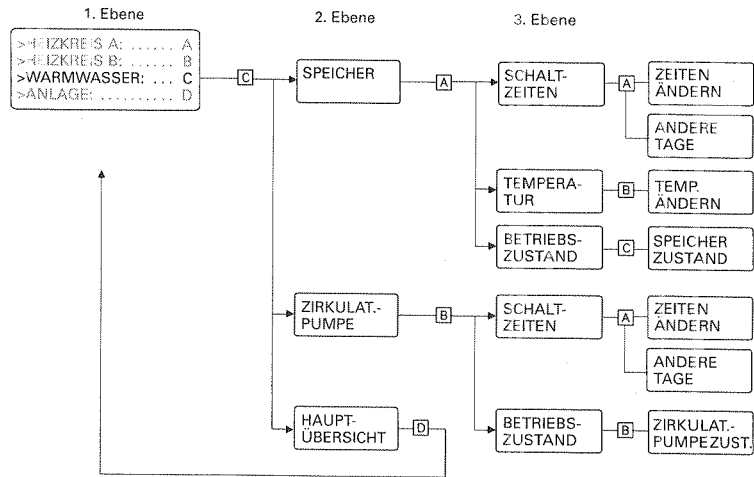 1. Ebene
2. Ebene
3. Ebene
>HEIZKREIS A: ...... A
>HEIZKREIS B: ...... B
>WARMWASSER: ... C
>ANLAGE: .......... D
C
SPEICHER
A
SCHALT-
ZEITEN
A
ZEITEN
ÄNDERN
ANDERE
TAGE
TEMPERA-
TUR
B
TEMP.
ÄNDERN
BETRIEBS-
ZUSTAND
C
SPEICHER
ZUSTAND
ZIRKULAT.-
PUMPE
B
SCHALT-
ZEITEN
A
ZEITEN
ÄNDERN
ANDERE
TAGE
HAUPT-
ÜBERSICHT
D
BETRIEBS-
ZUSTAND
B
ZIRKULAT.-
PUMPEZUST.